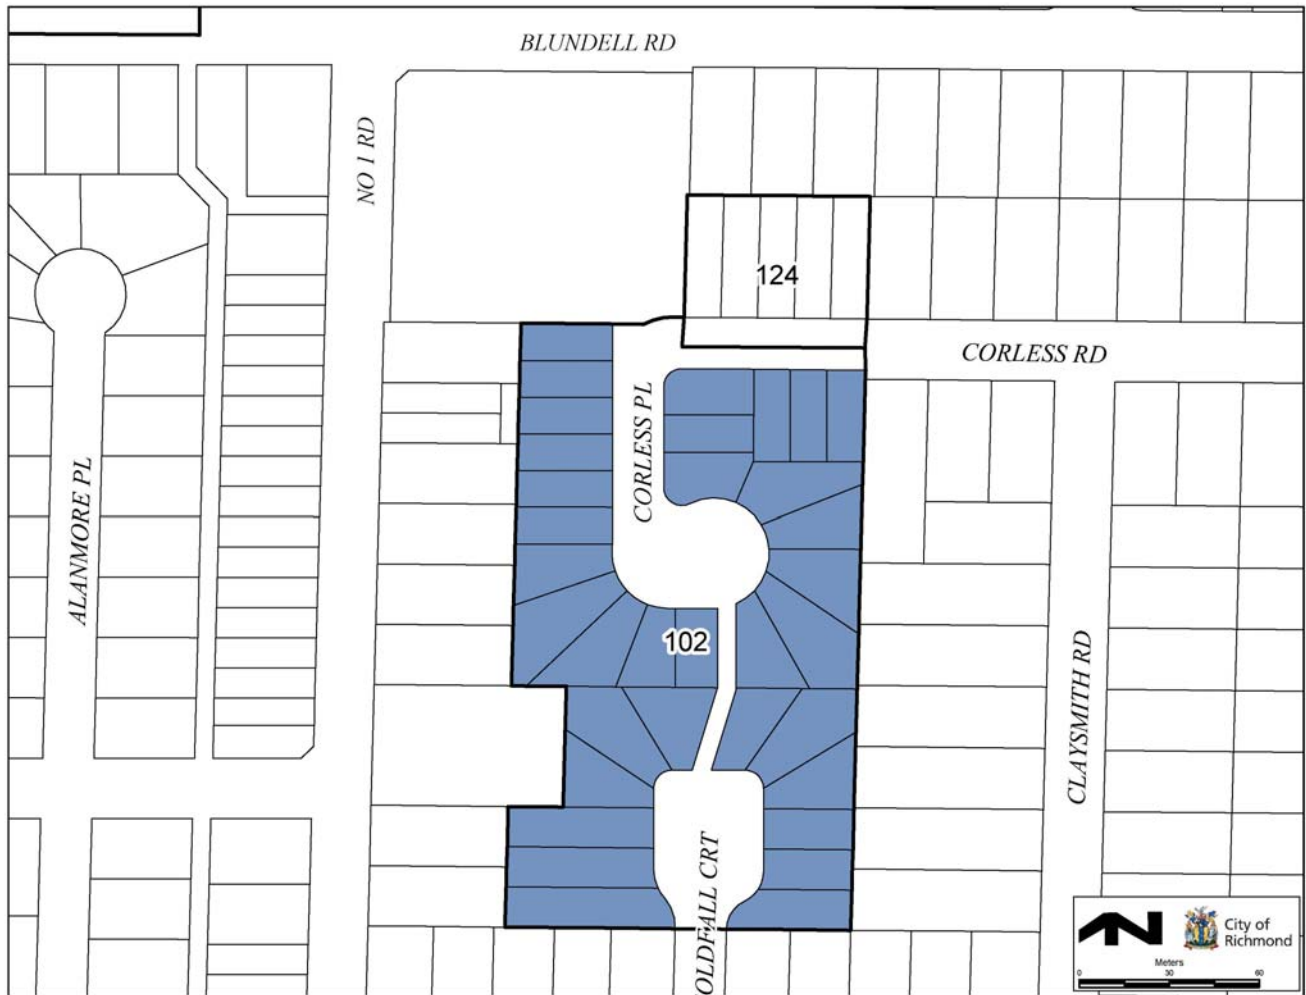 BLUNDELL RD
NO 1 RD
124
CORLESS RD
CORLESS PL
ALANMORE PL
102
CLAYSMITH RD
OLDFALL CRT
City of
Richmond
Meters
0 30 60